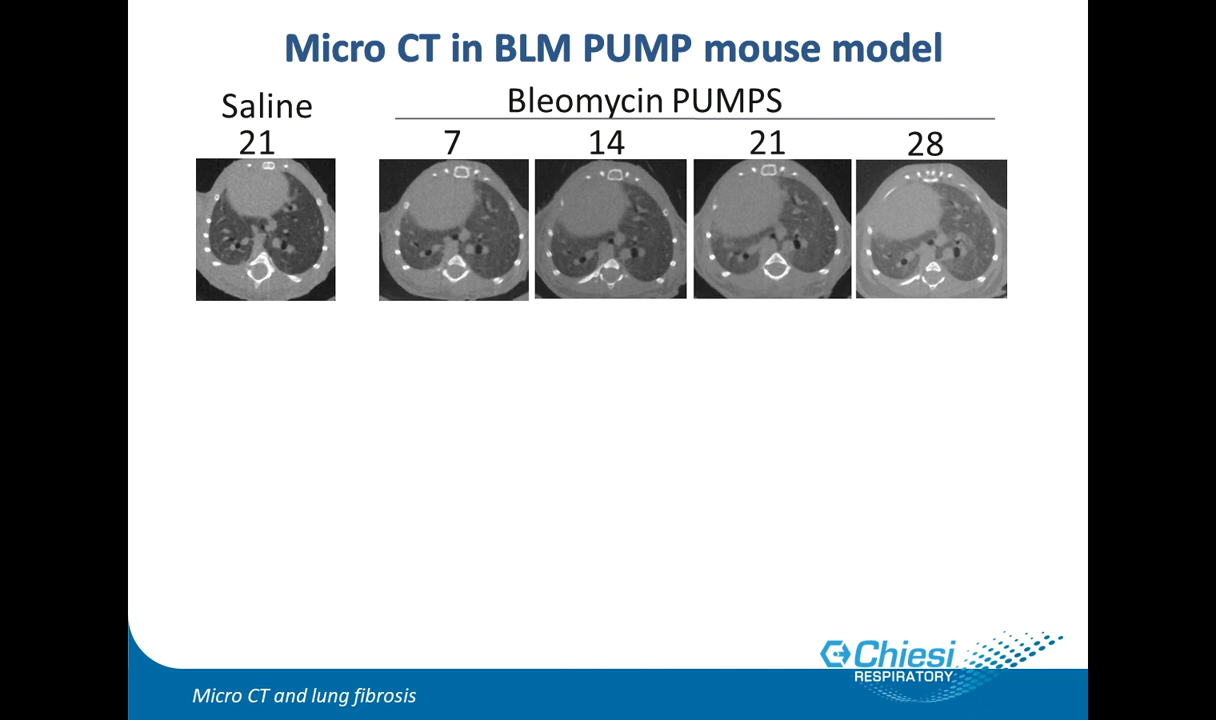 Micro CT in BLM PUMP mouse model
Saline
Bleomycin PUMPS
21
7
14
21
28
Chiesi
RESPIRATORY
Micro CT and lung fibrosis